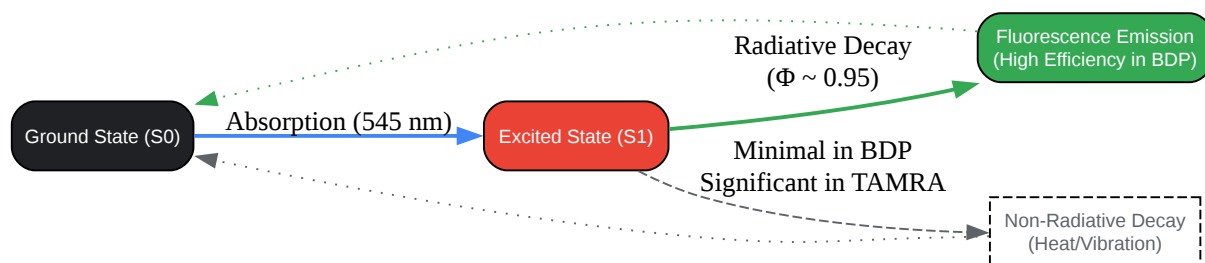 Ground State (S0)
Absorption (545 nm)
Excited State (S1)
Radiative Decay
(Φ ~ 0.95)
Fluorescence Emission
(High Efficiency in BDP)
Minimal in BDP
Significant in TAMRA
Non-Radiative Decay
(Heat/Vibration)